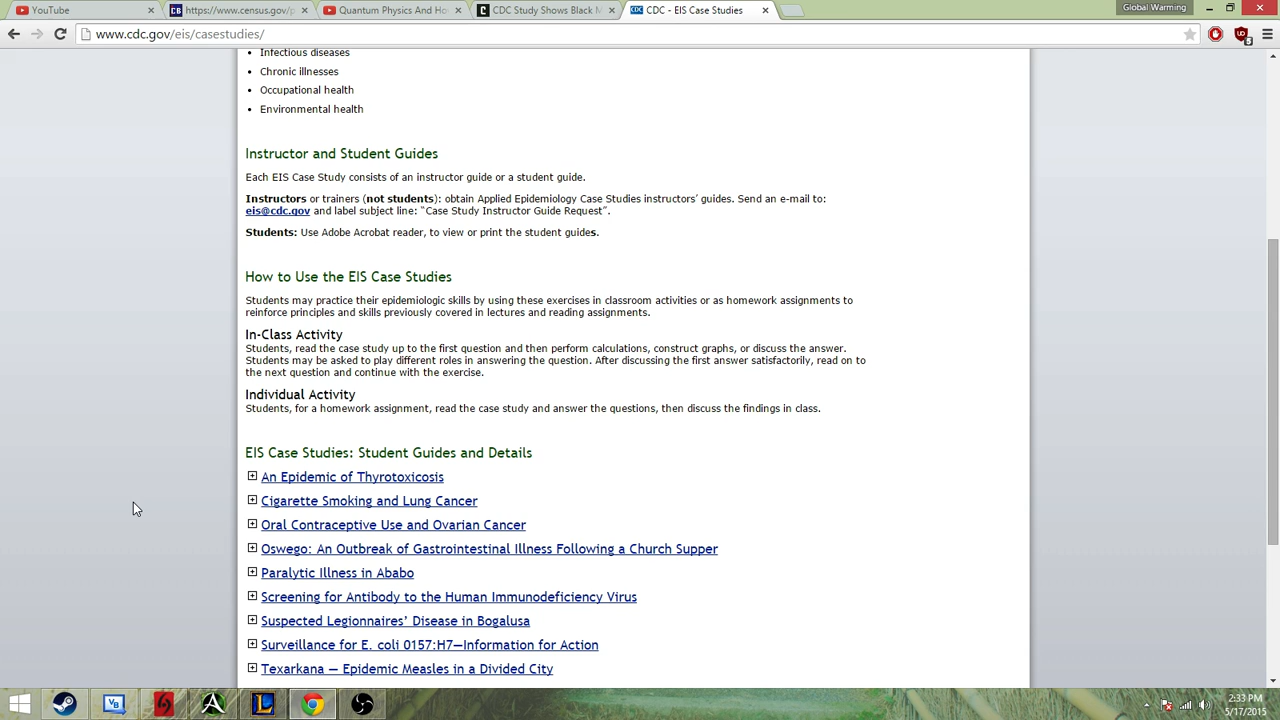 YouTube
https://www.census.gov/p
Quantum Physics And Ho
CDC Study Shows Black M
CDC - EIS Case Studies
Global Warming
www.cdc.gov/eis/casestudies/
Infectious diseases
Chronic illnesses
Occupational health
Environmental health
Instructor and Student Guides
Each EIS Case Study consists of an instructor guide or a student guide.
Instructors or trainers (not students): obtain Applied Epidemiology Case Studies instructors’ guides. Send an e-mail to:
eis@cdc.gov and label subject line: “Case Study Instructor Guide Request”.
Students: Use Adobe Acrobat reader, to view or print the student guides.
How to Use the EIS Case Studies
Students may practice their epidemiologic skills by using these exercises in classroom activities or as homework assignments to
reinforce principles and skills previously covered in lectures and reading assignments.
In-Class Activity
Students, read the case study up to the first question and then perform calculations, construct graphs, or discuss the answer.
Students may be asked to play different roles in answering the question. After discussing the first answer satisfactorily, read on to
the next question and continue with the exercise.
Individual Activity
Students, for a homework assignment, read the case study and answer the questions, then discuss the findings in class.
EIS Case Studies: Student Guides and Details
An Epidemic of Thyrotoxicosis
Cigarette Smoking and Lung Cancer
Oral Contraceptive Use and Ovarian Cancer
Oswego: An Outbreak of Gastrointestinal Illness Following a Church Supper
Paralytic Illness in Ababo
Screening for Antibody to the Human Immunodeficiency Virus
Suspected Legionnaires’ Disease in Bogalusa
Surveillance for E. coli 0157:H7—Information for Action
Texarkana — Epidemic Measles in a Divided City
2:33 PM
5/17/2015